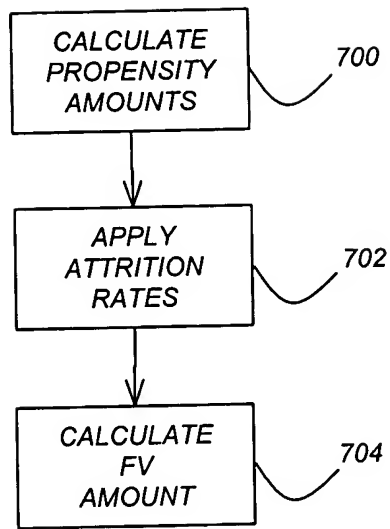 CALCULATE
PROPENSITY
AMOUNTS
700
APPLY
ATTRITION
RATES
702
CALCULATE
FV
AMOUNT
704